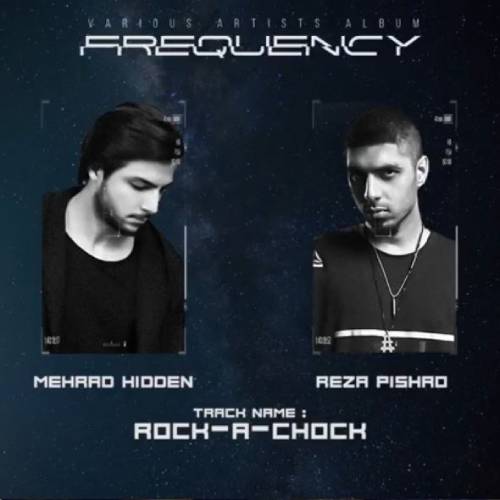 VARIOUS ARTISTS ALBUM
FREQUENCY
MEHRAD HIDDEN
REZA PISHRO
TRACK NAME :
ROCK-A-CHOCK